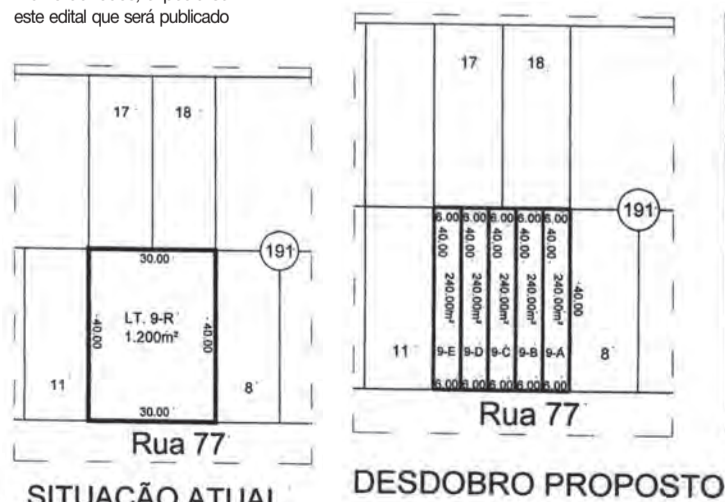 este edital que será publicado
17
18
191
30.00
40.00
LT. 9-R
1.200m²
40.00
11
8
30.00
Rua 77
SITUAÇÃO ATUAL
17
18
191
6.00 6.00 6.00 6.00 6.00
40.00 40.00 40.00 40.00 40.00 40.00
240.00m² 240.00m² 240.00m² 240.00m² 240.00m²
11
9-E 9-D 9-C 9-B 9-A
8
6.00 6.00 6.00 6.00 6.00
Rua 77
DESDOBRO PROPOSTO